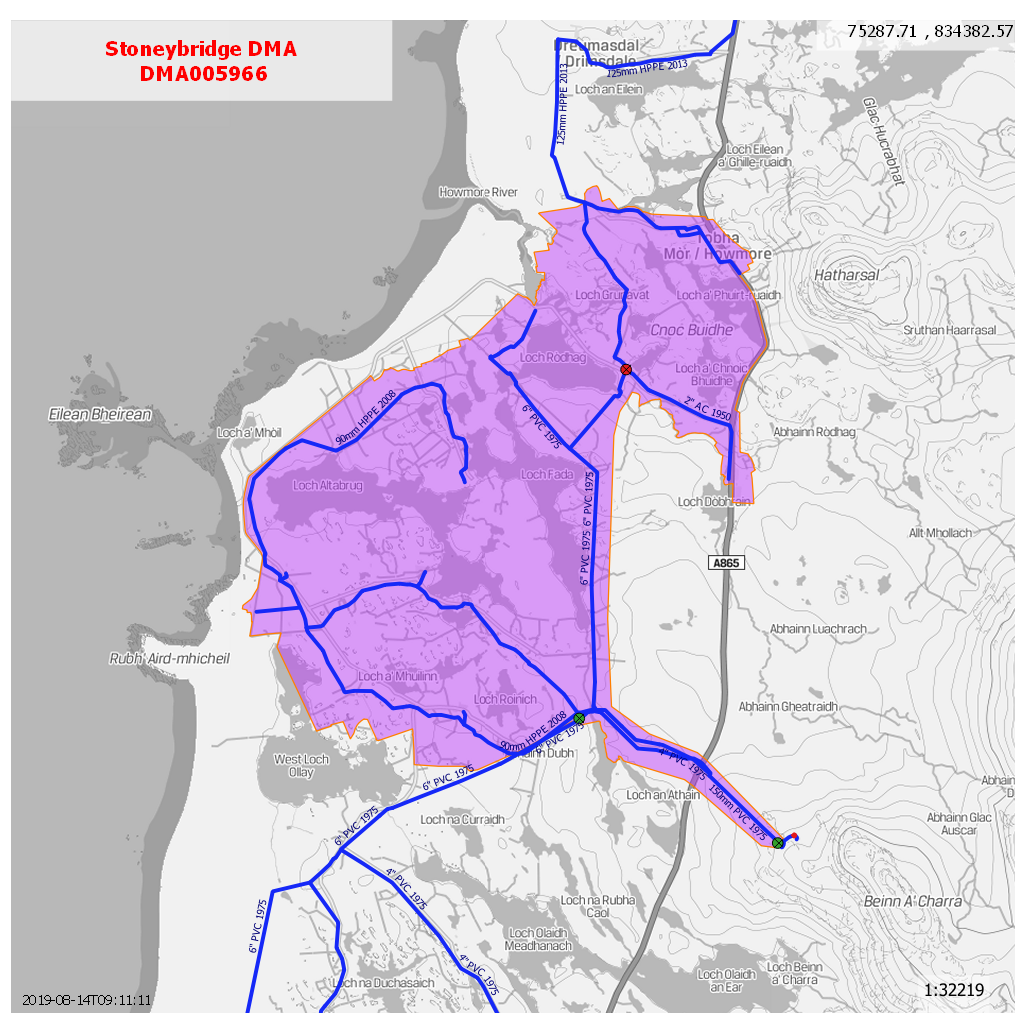 Stoneybridge DMA
DMA005966
75287.71 , 834382.57
Dreumasdal
Drimsdale
125mm HPPE 2013
125mm HPPE 2013
Loch an Eilein
Glac Hucrabhat
Loch Eilean
a' Ghille-ruaidh
Howmore River
Tobha
Mòr / Howmore
Hatharsal
Loch Grunavat
Loch a' Phuirt-ruaidh
Cnoc Buidhe
Sruthan Haarrasal
Loch Ròdhag
Loch a' Chnoic
Bhuidhe
2" AC 1950
Eilean Bheirean
90mm HPPE 2008
6" PVC 1975
Loch a' Mhòil
Abhainn Ròdhag
Loch Fada
Loch Altabrug
6" PVC 1975
6" PVC 1975
Loch Dòbhrain
Allt Mhollach
A865
Abhainn Luachrach
Rubh' Aird-mhicheil
Loch a' Mhuilinn
Loch Roinich
Abhainn Gheatraidh
90mm HPPE 2008
6" PVC 1975
West Loch
Ollay
4" PVC 1975
6" PVC 1975
150mm PVC 1975
Loch an Athain
Abhainn Glac
Auscar
Loch na Curraidh
6" PVC 1975
4" PVC 1975
Loch na Rubha
Caol
Beinn A' Charra
6" PVC 1975
Loch Olaidh
Meadhanach
4" PVC 1975
Loch na Duchasaich
Loch Olaidh
an Ear
Loch Beinn
a' Charra
2019-08-14T09:11:11
1:32219